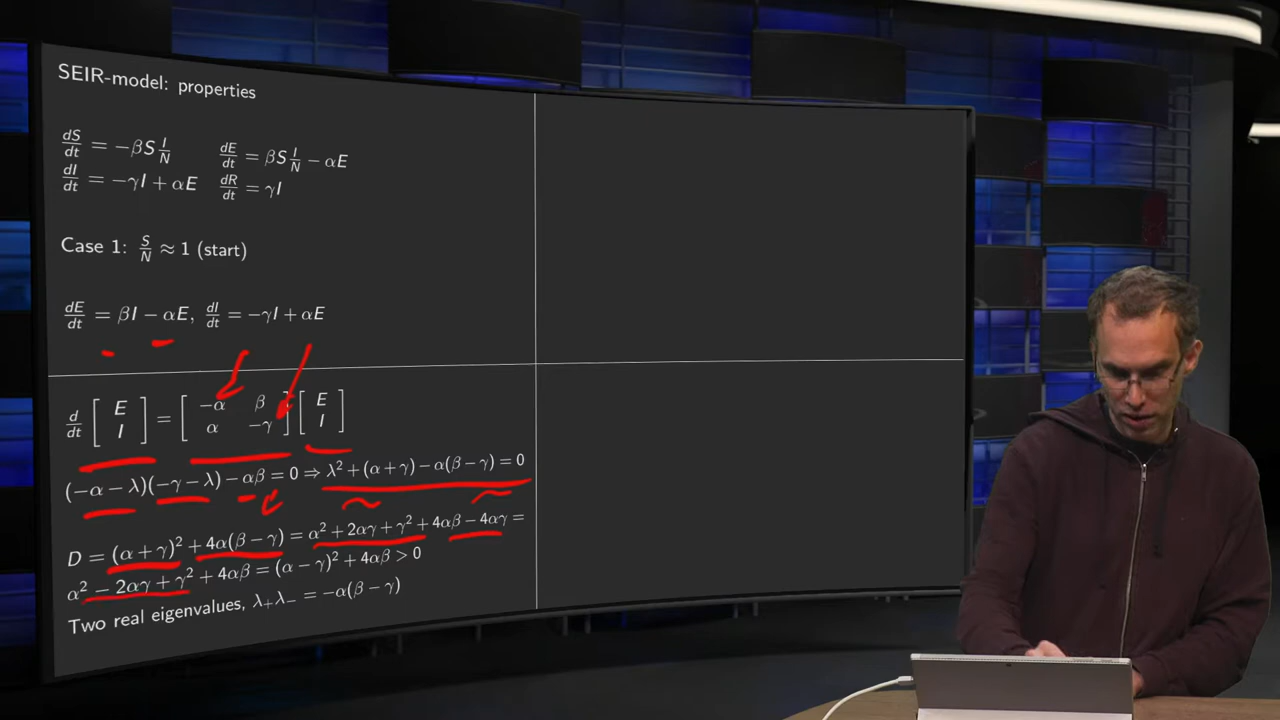 SEIR-model: properties
dS/dt = −βS I/N   dE/dt = βS I/N − αE
dI/dt = −γI + αE   dR/dt = γI
Case 1: S/N ≈ 1 (start)
dE/dt = βI − αE, dI/dt = −γI + αE
d/dt [ E I ] = [ −α β α −γ ] [ E I ]
(−α − λ)(−γ − λ) − αβ = 0 ⇒ λ² + (α + γ) − α(β − γ) = 0
D = (α + γ)² + 4α(β − γ) = α² + 2αγ + γ² + 4αβ − 4αγ =
α² − 2αγ + γ² + 4αβ = (α − γ)² + 4αβ > 0
Two real eigenvalues, λ₊λ₋ = −α(β − γ)